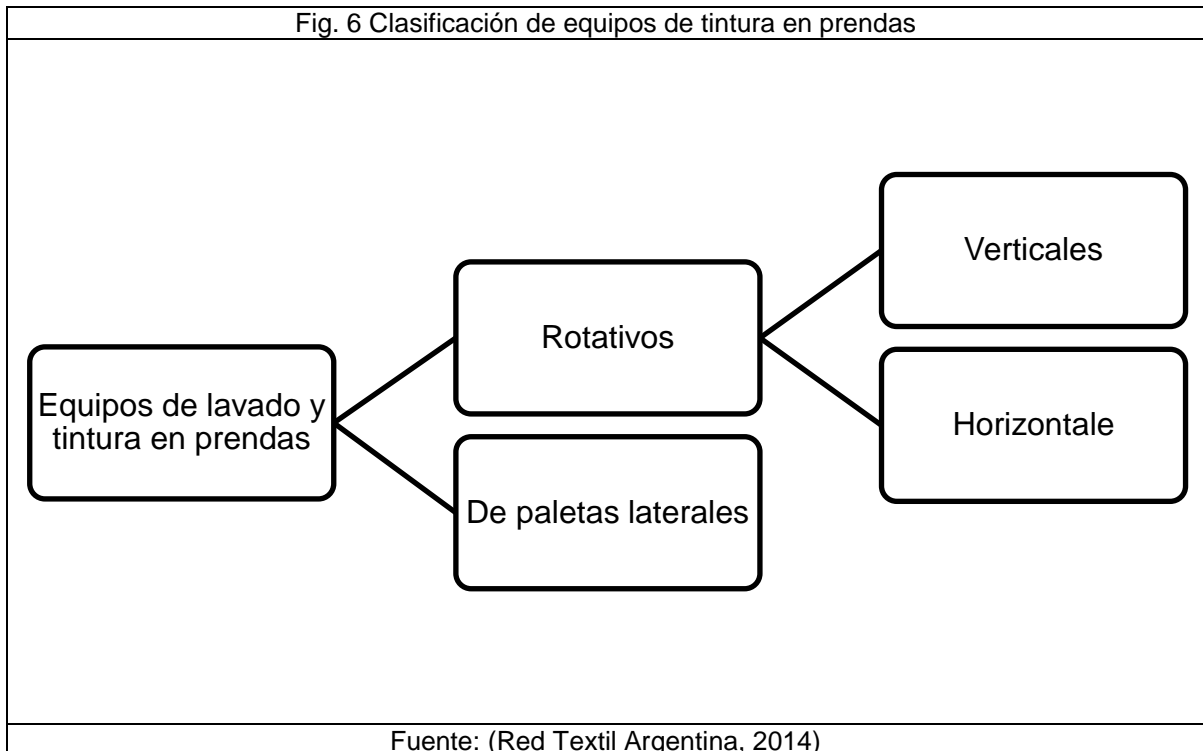 Fig. 6 Clasificación de equipos de tintura en prendas
Equipos de lavado y
tintura en prendas
Rotativos
De paletas laterales
Verticales
Horizontale
Fuente: (Red Textil Argentina, 2014)